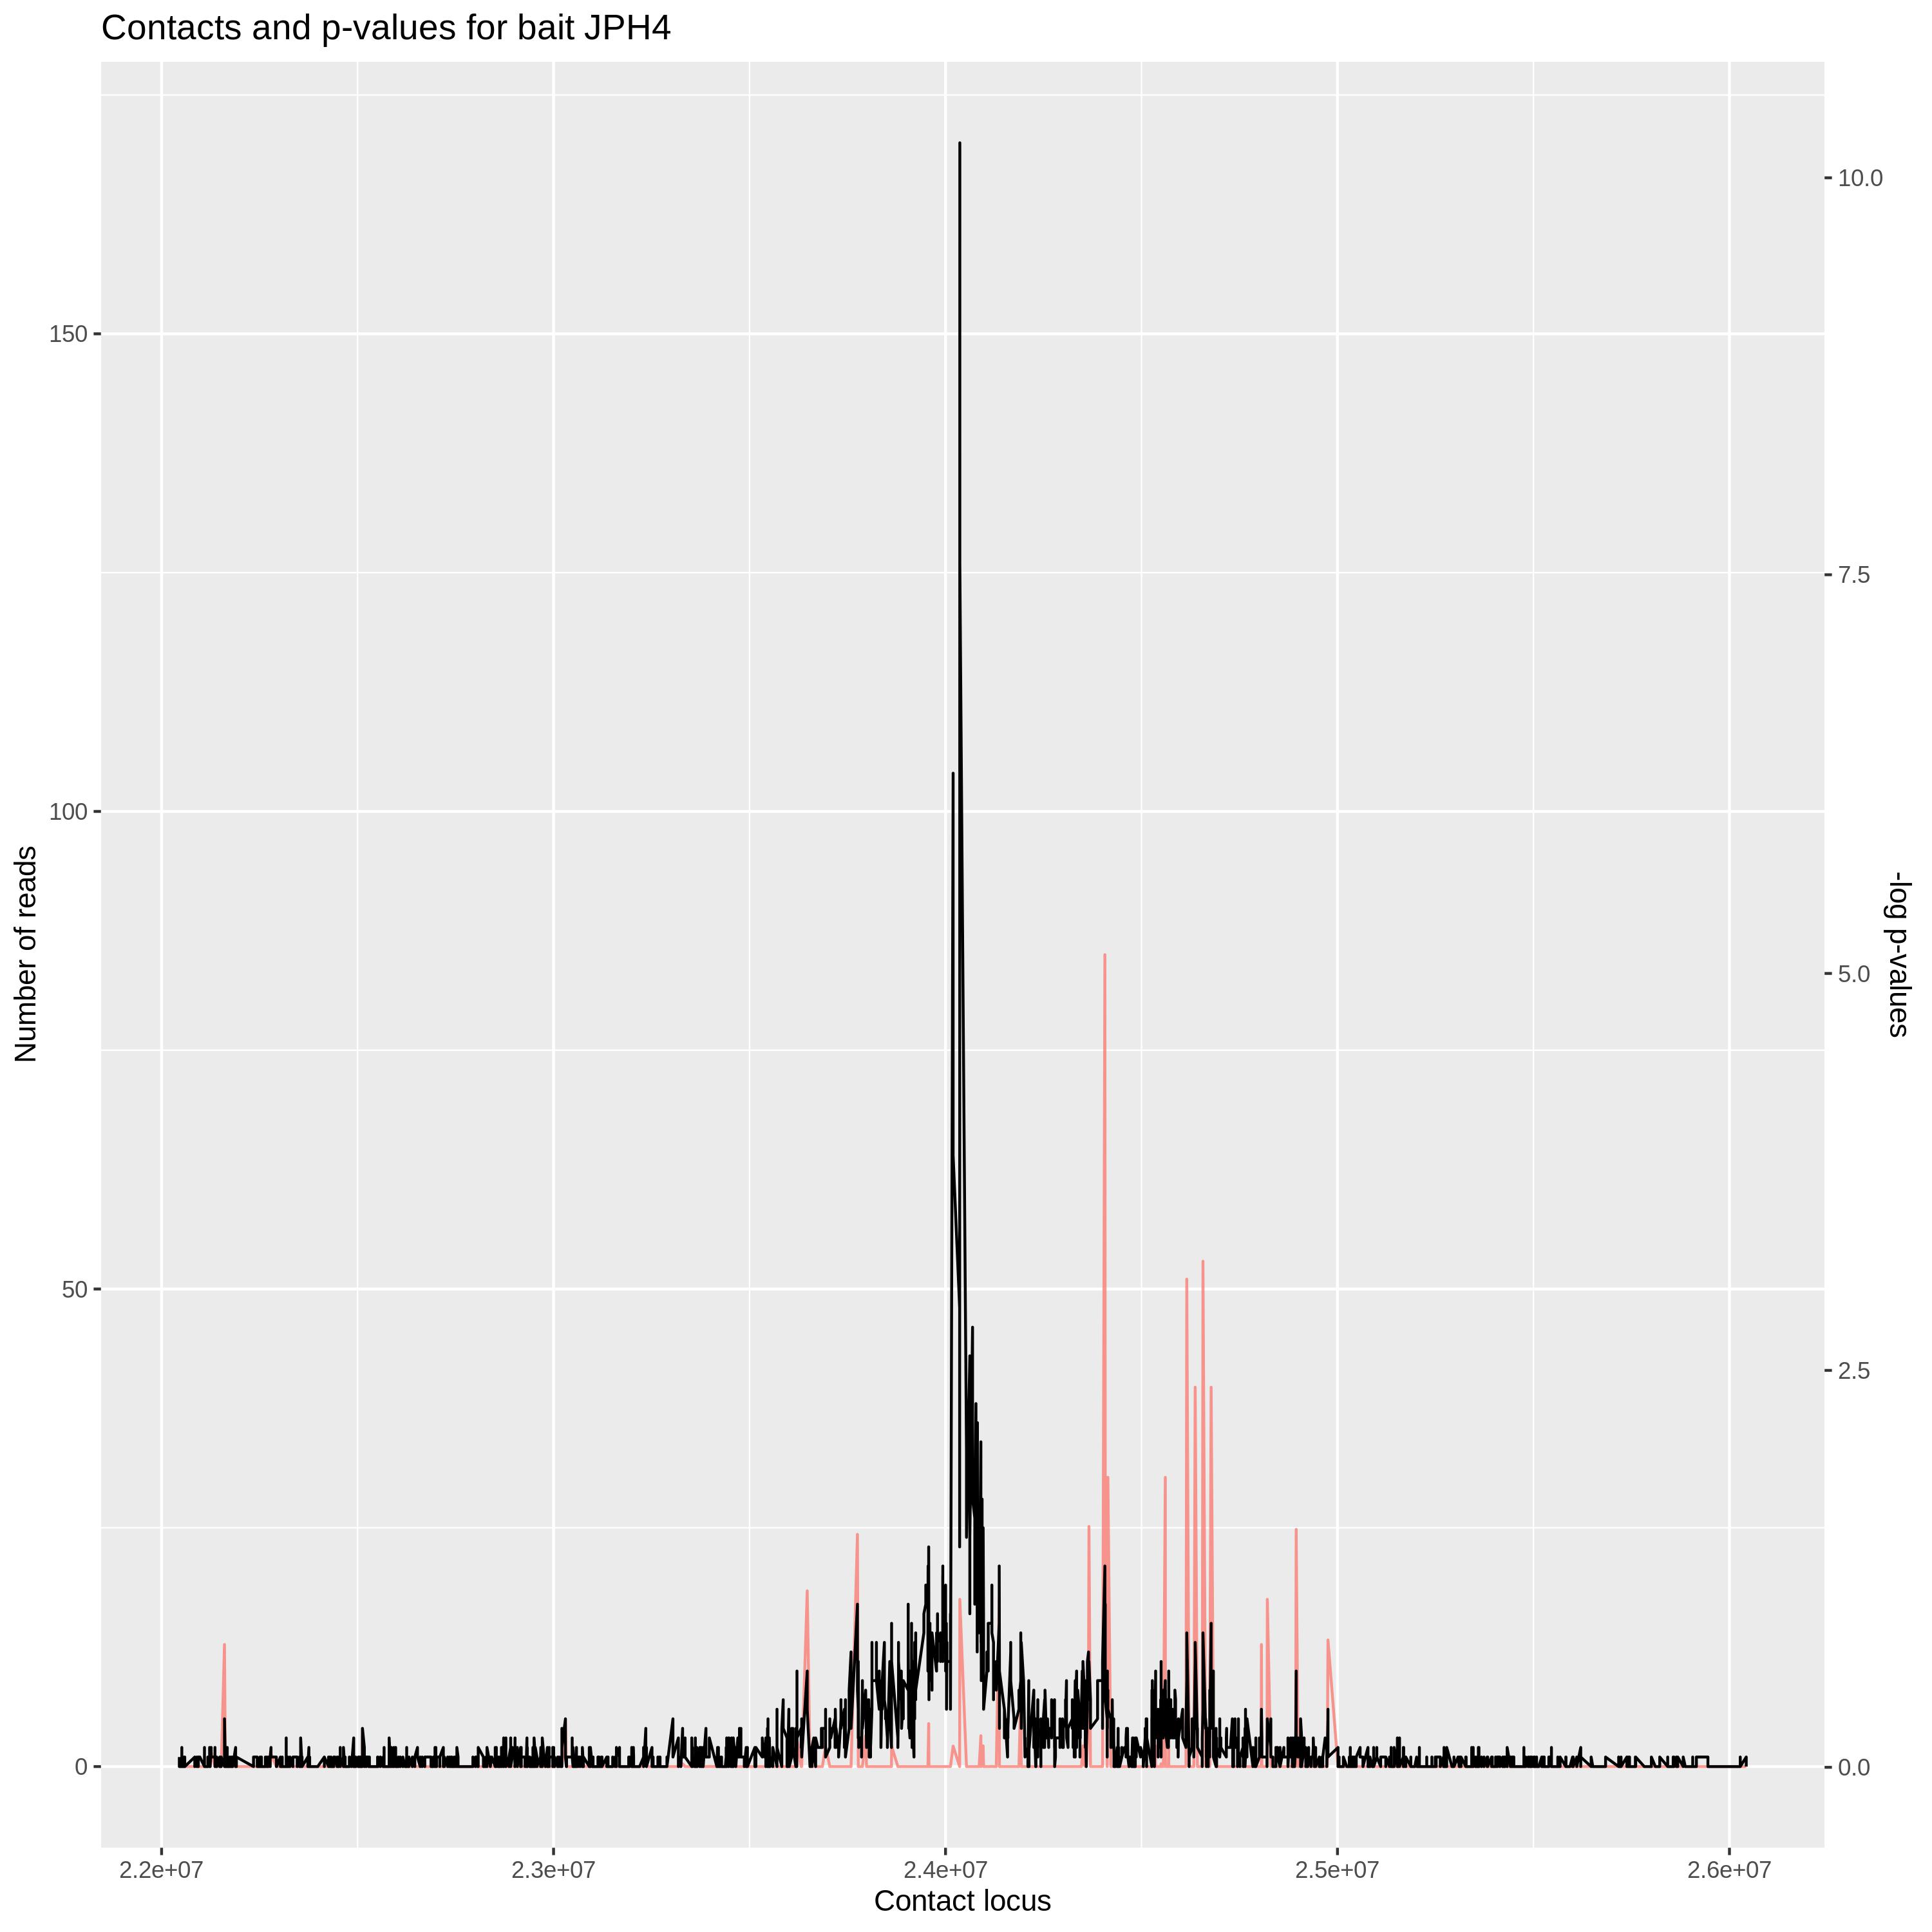 Contacts and p-values for bait JPH4
Number of reads
150
100
50
0
10.0
7.5
5.0
2.5
0.0
-log p-values
2.2e+07
2.3e+07
2.4e+07
2.5e+07
2.6e+07
Contact locus